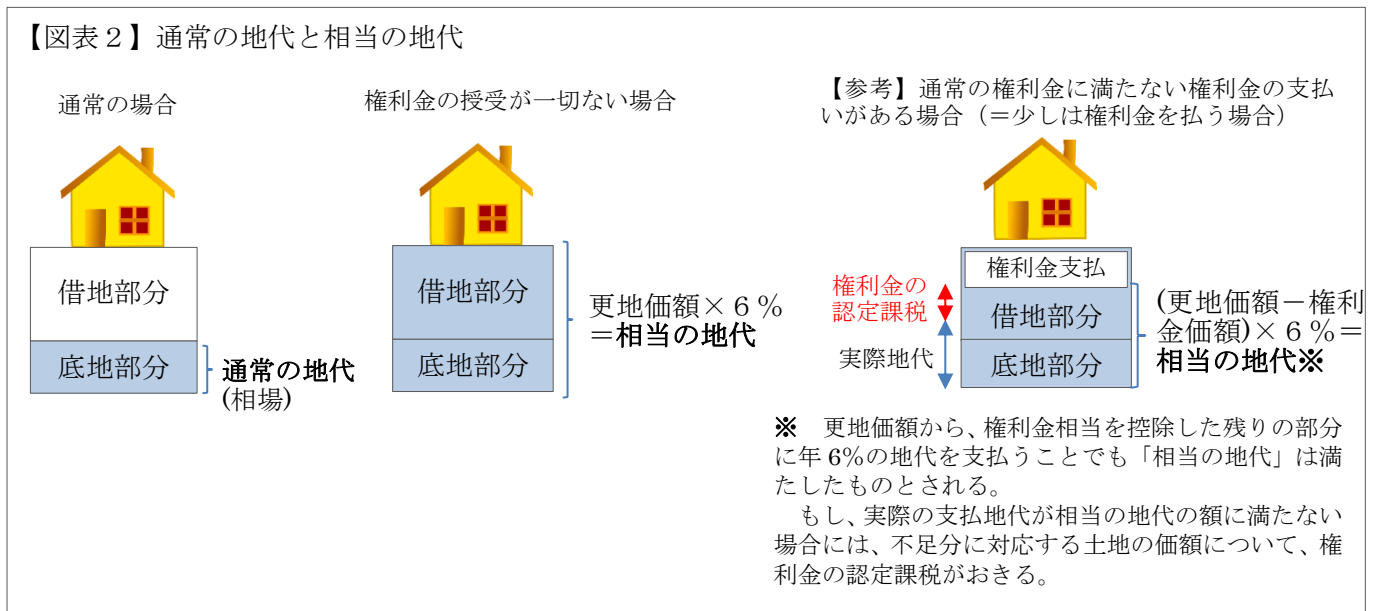 【図表２】通常の地代と相当の地代
通常の場合
借地部分
底地部分
通常の地代
(相場)
権利金の授受が一切ない場合
借地部分
底地部分
更地価額×６％
＝相当の地代
【参考】通常の権利金に満たない権利金の支払
いがある場合（＝少しは権利金を払う場合）
権利金支払
借地部分
底地部分
権利金の
認定課税
実際地代
(更地価額－権利
金価額)×６％＝
相当の地代※
※　更地価額から、権利金相当を控除した残りの部分
に年 6%の地代を支払うことでも「相当の地代」は満
たしたものとされる。
もし、実際の支払地代が相当の地代の額に満たない
場合には、不足分に対応する土地の価額について、権
利金の認定課税がおきる。